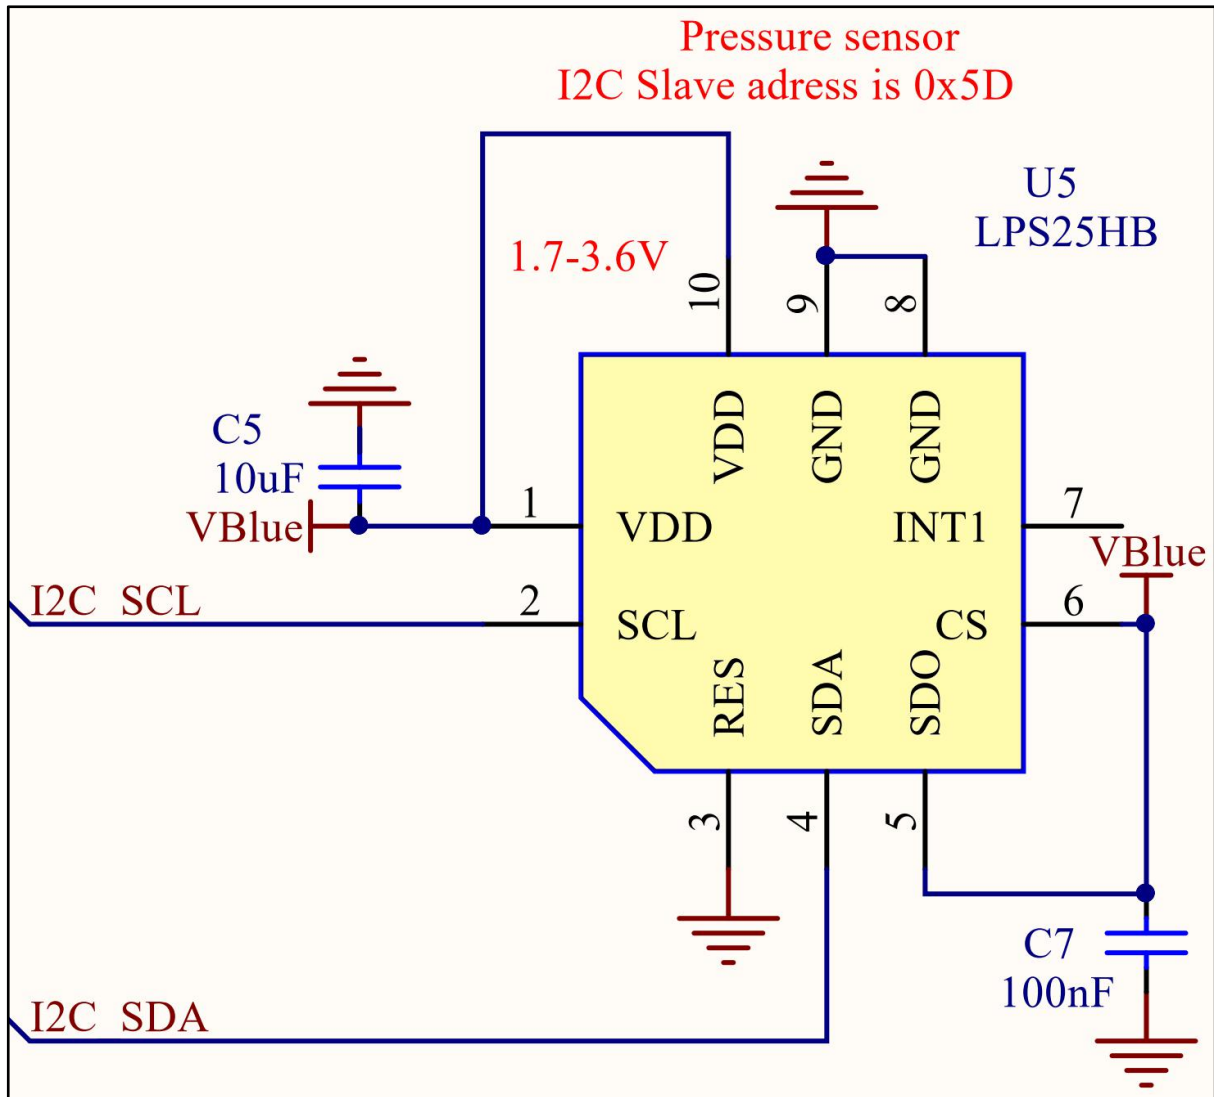 Pressure sensor
I2C Slave adress is 0x5D
U5
LPS25HB
1.7-3.6V
10
9
8
C5
10uF
VDD
GND
GND
VBlue
1
VDD
INT1
7
VBlue
I2C SCL
2
SCL
CS
6
RES
SDA
SDO
3
4
5
C7
100nF
I2C SDA